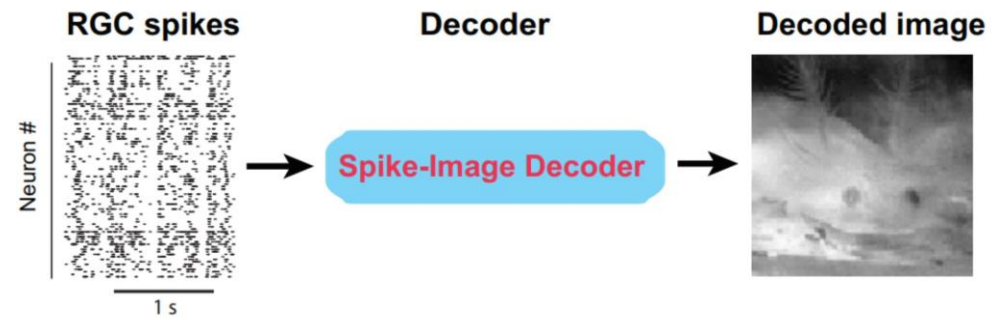 RGC spikes
Decoder
Decoded image
Neuron #
Spike-Image Decoder
1 s